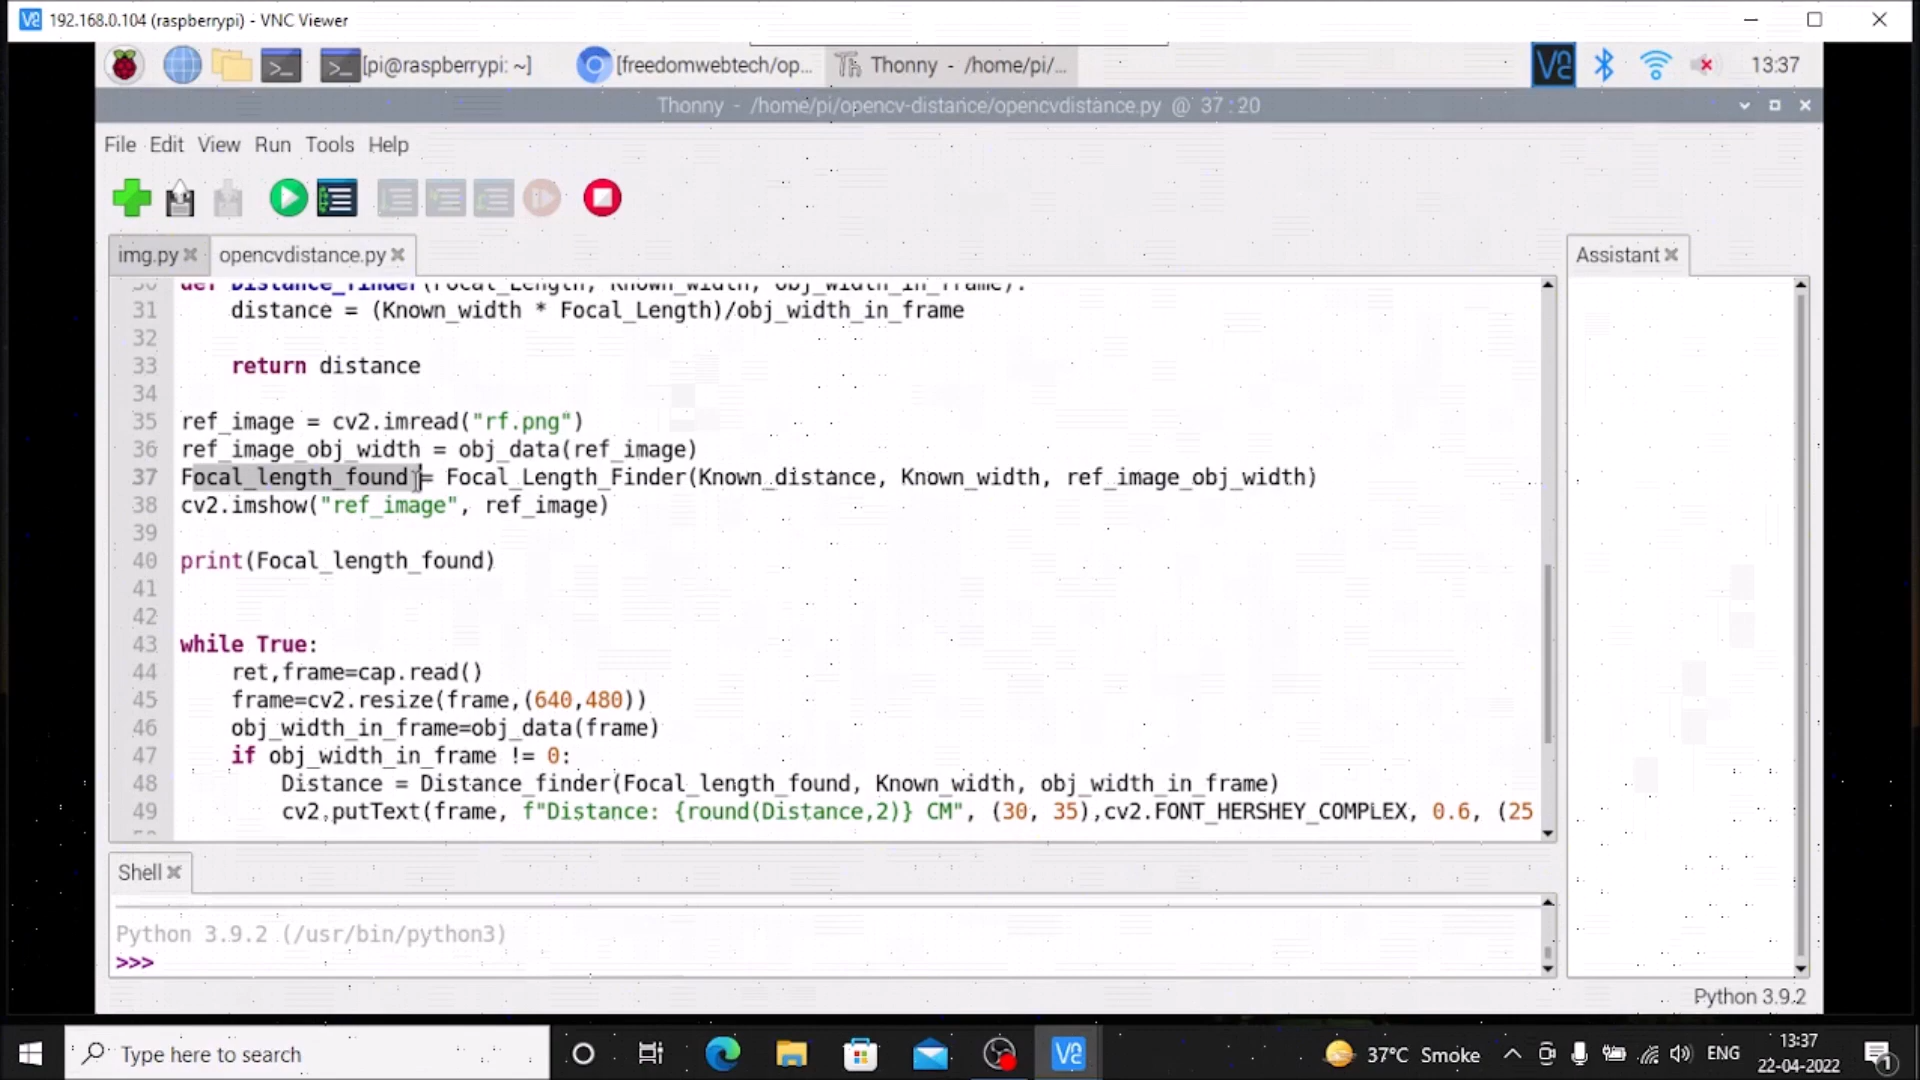 192.168.0.104 (raspberrypi) - VNC Viewer
[pi@raspberrypi: ~]
[freedomwebtech/op...
Thonny - /home/pi/...
13:37
Thonny - /home/pi/opencv-distance/opencvdistance.py @ 37:20
File Edit View Run Tools Help
img.py
opencvdistance.py
Assistant
30 def Distance_finder(Focal_Length, Known_width, obj_width_in_frame):
31 distance = (Known_width * Focal_Length)/obj_width_in_frame
32
33 return distance
34
35 ref_image = cv2.imread("rf.png")
36 ref_image_obj_width = obj_data(ref_image)
37 Focal_length_found = Focal_Length_Finder(Known_distance, Known_width, ref_image_obj_width)
38 cv2.imshow("ref_image", ref_image)
39
40 print(Focal_length_found)
41
42
43 while True:
44 ret,frame=cap.read()
45 frame=cv2.resize(frame,(640,480))
46 obj_width_in_frame=obj_data(frame)
47 if obj_width_in_frame != 0:
48 Distance = Distance_finder(Focal_length_found, Known_width, obj_width_in_frame)
49 cv2.putText(frame, f"Distance: {round(Distance,2)} CM", (30, 35),cv2.FONT_HERSHEY_COMPLEX, 0.6, (25
Shell
Python 3.9.2 (/usr/bin/python3)
>>>
Python 3.9.2
Type here to search
37°C Smoke
ENG
13:37
22-04-2022
1